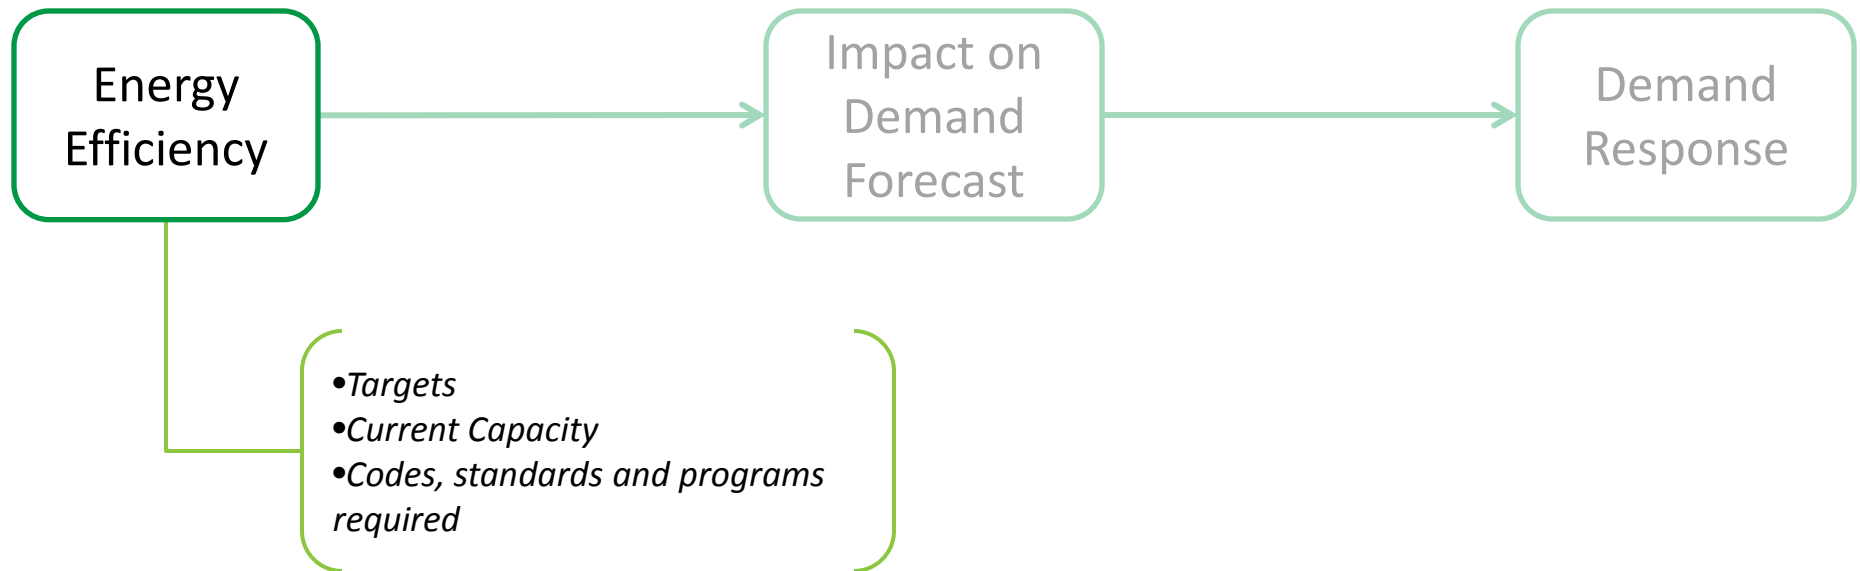 Energy
Efficiency
Impact on
Demand
Forecast
Demand
Response
•Targets
•Current Capacity
•Codes, standards and programs
required